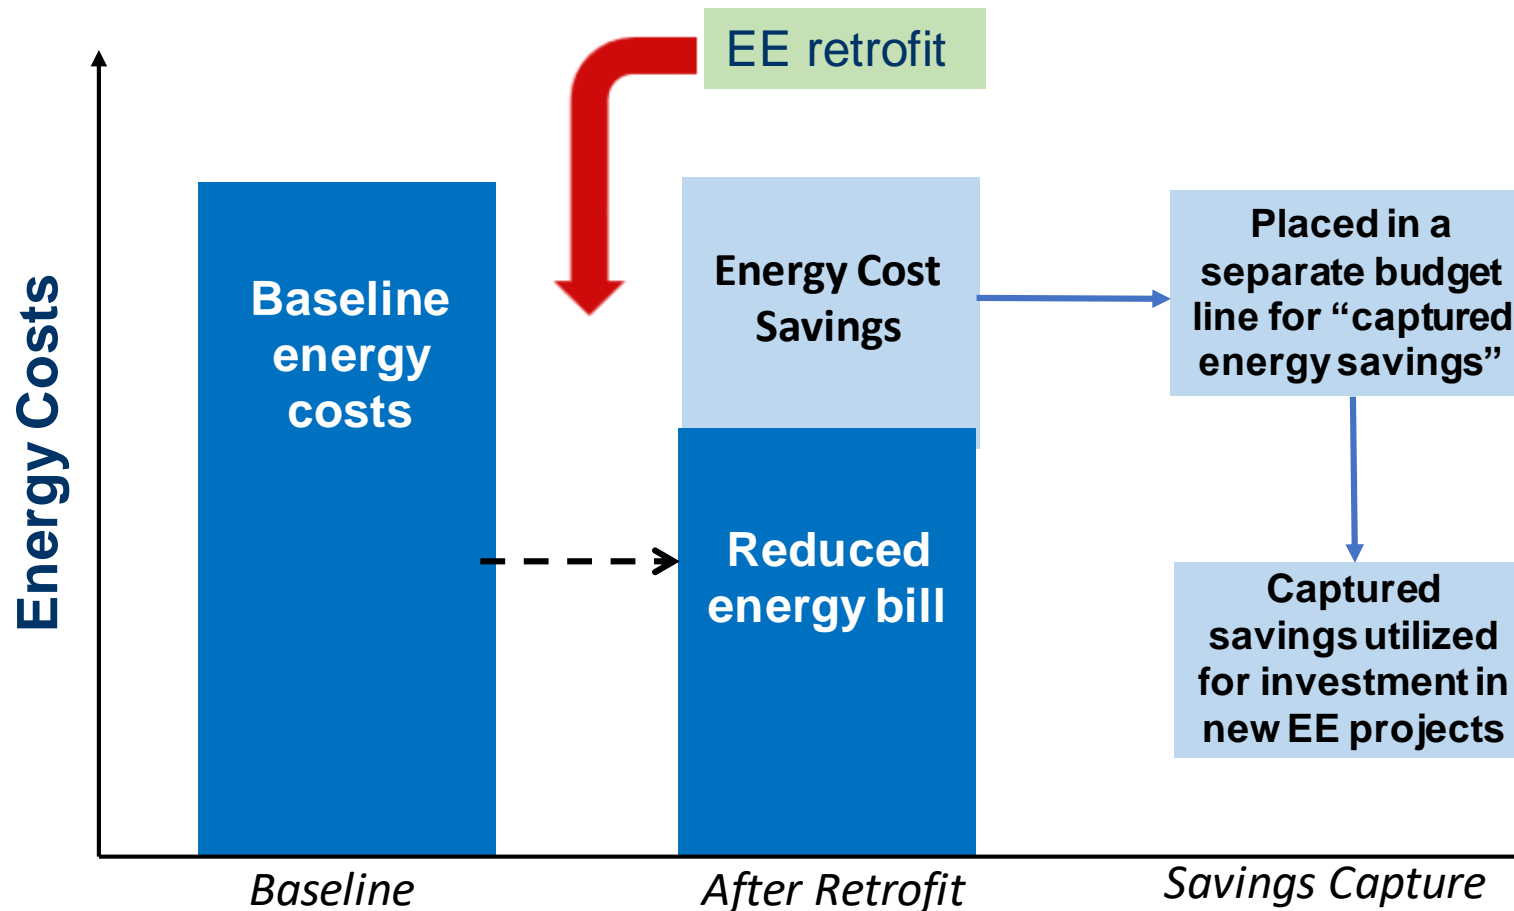 EE retrofit
Energy Costs
Baseline
energy
costs
Energy Cost
Savings
Reduced
energy bill
Placed in a
separate budget
line for “captured
energy savings”
Captured
savings utilized
for investment in
new EE projects
Baseline
After Retrofit
Savings Capture